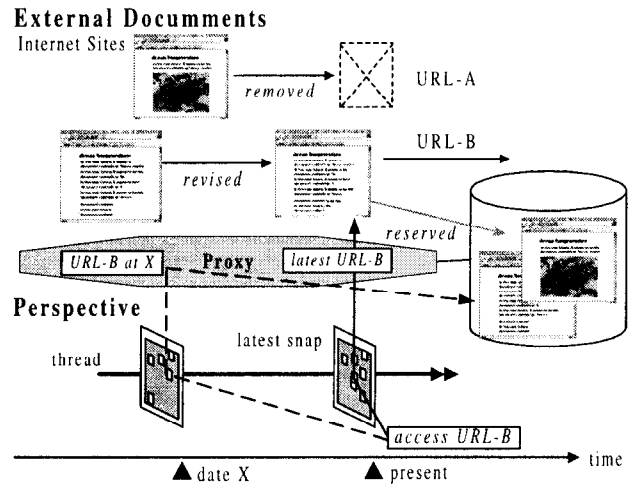 External Documments
Internet Sites
removed
URL-A
revised
URL-B
reserved
URL-B at X
Proxy
latest URL-B
Perspective
thread
latest snap
access URL-B
time
date X
present